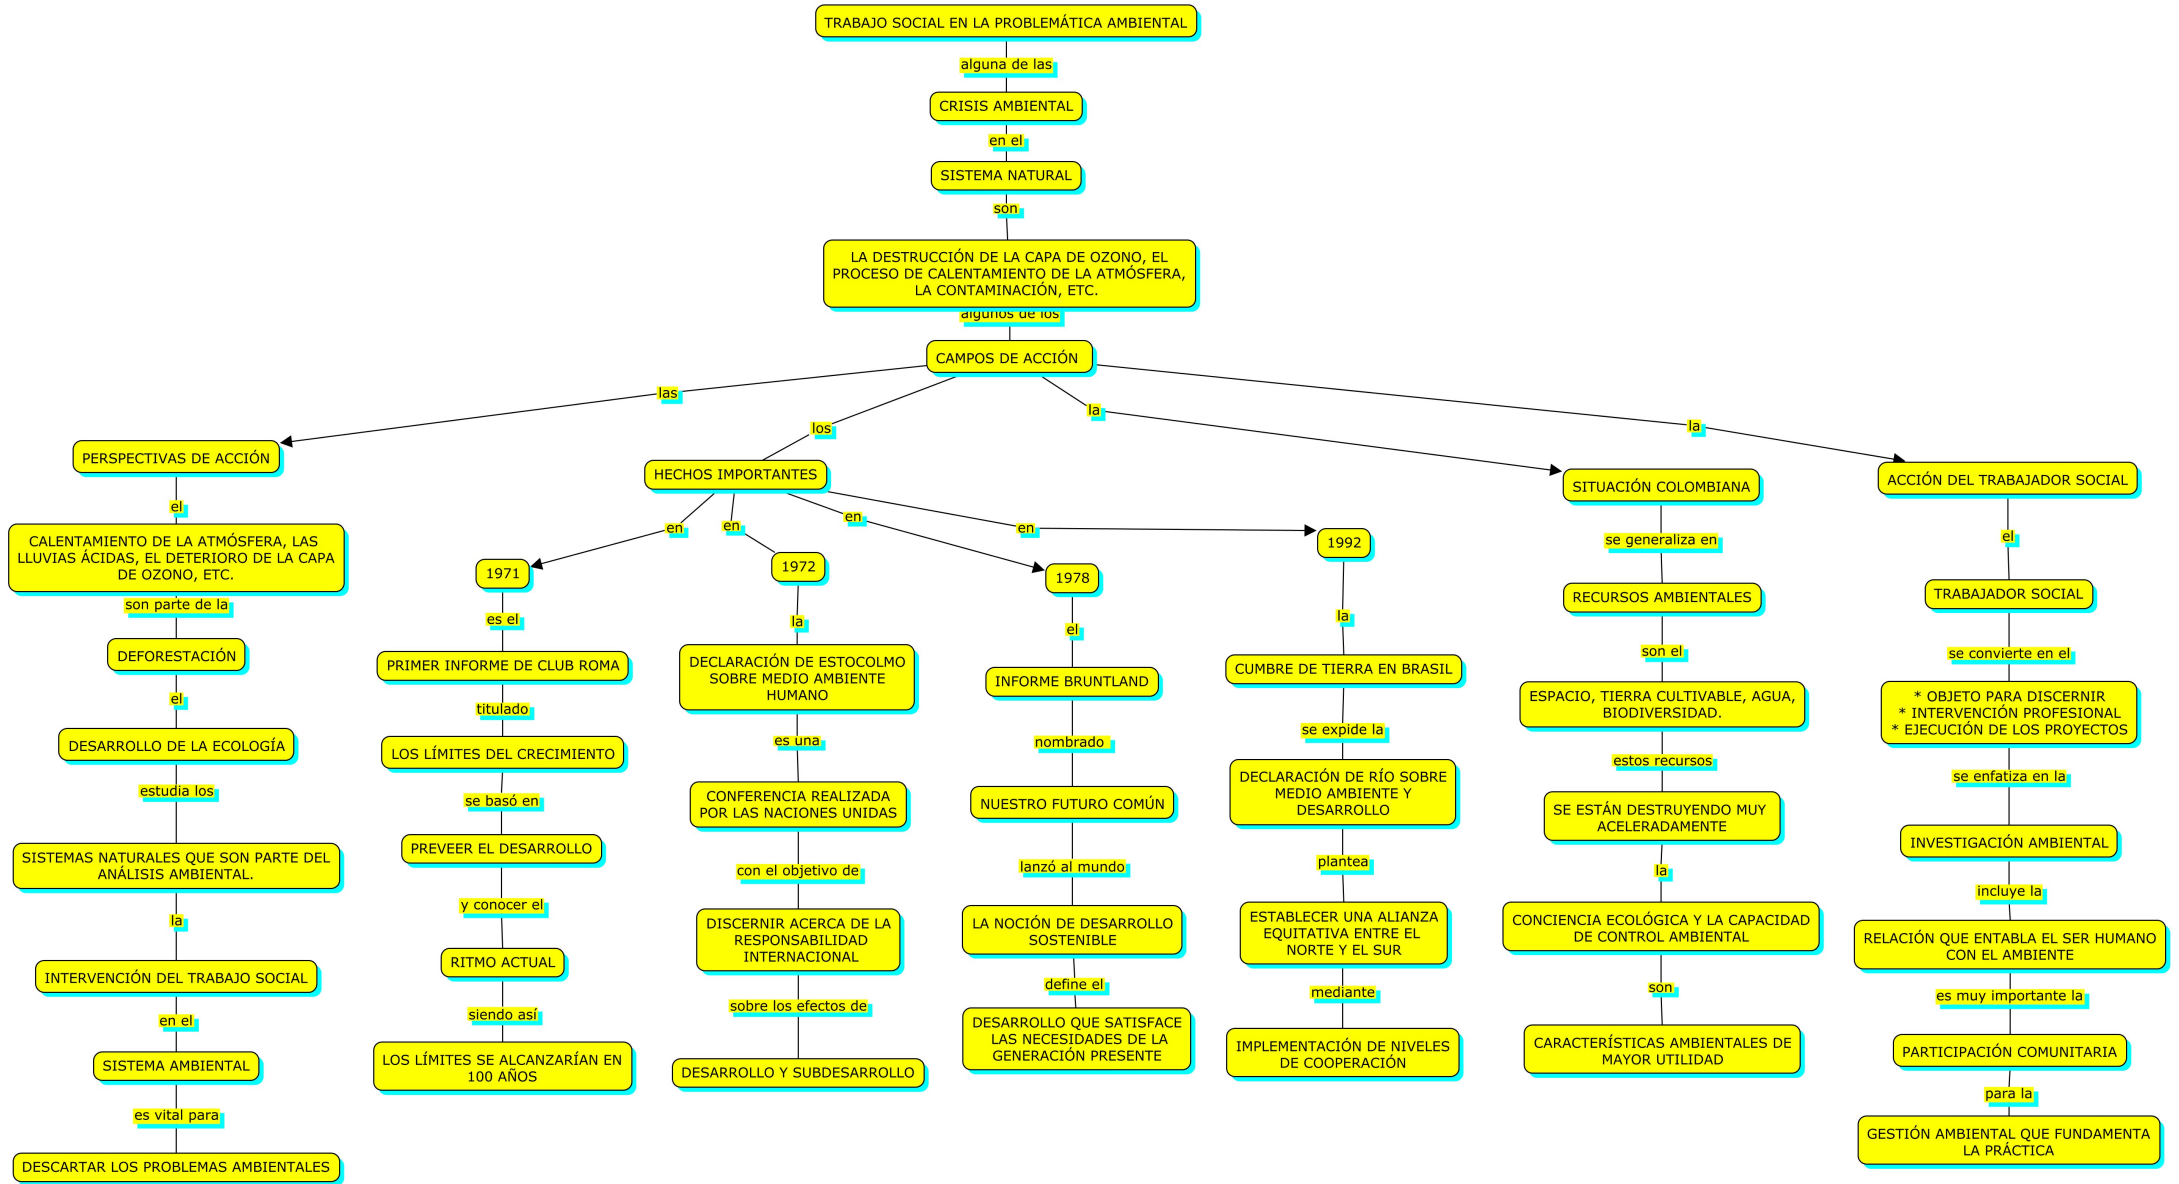 TRABAJO SOCIAL EN LA PROBLEMÁTICA AMBIENTAL
alguna de las
CRISIS AMBIENTAL
en el
SISTEMA NATURAL
son
LA DESTRUCCIÓN DE LA CAPA DE OZONO, EL
PROCESO DE CALENTAMIENTO DE LA ATMÓSFERA,
LA CONTAMINACIÓN, ETC.
algunos de los
CAMPOS DE ACCIÓN
las
PERSPECTIVAS DE ACCIÓN
el
CALENTAMIENTO DE LA ATMÓSFERA, LAS
LLUVIAS ÁCIDAS, EL DETERIORO DE LA CAPA
DE OZONO, ETC.
son parte de la
DEFORESTACIÓN
el
DESARROLLO DE LA ECOLOGÍA
estudia los
SISTEMAS NATURALES QUE SON PARTE DEL
ANÁLISIS AMBIENTAL.
la
INTERVENCIÓN DEL TRABAJO SOCIAL
en el
SISTEMA AMBIENTAL
es vital para
DESCARTAR LOS PROBLEMAS AMBIENTALES
los
HECHOS IMPORTANTES
en
1971
es el
PRIMER INFORME DE CLUB ROMA
titulado
LOS LÍMITES DEL CRECIMIENTO
se basó en
PREVEER EL DESARROLLO
y conocer el
RITMO ACTUAL
siendo así
LOS LÍMITES SE ALCANZARÍAN EN
100 AÑOS
en
1972
la
DECLARACIÓN DE ESTOCOLMO
SOBRE MEDIO AMBIENTE
HUMANO
es una
CONFERENCIA REALIZADA
POR LAS NACIONES UNIDAS
con el objetivo de
DISCERNIR ACERCA DE LA
RESPONSABILIDAD
INTERNACIONAL
sobre los efectos de
DESARROLLO Y SUBDESARROLLO
en
1978
el
INFORME BRUNTLAND
nombrado
NUESTRO FUTURO COMÚN
lanzó al mundo
LA NOCIÓN DE DESARROLLO
SOSTENIBLE
define el
DESARROLLO QUE SATISFACE
LAS NECESIDADES DE LA
GENERACIÓN PRESENTE
en
1992
la
CUMBRE DE TIERRA EN BRASIL
se expide la
DECLARACIÓN DE RÍO SOBRE
MEDIO AMBIENTE Y
DESARROLLO
plantea
ESTABLECER UNA ALIANZA
EQUITATIVA ENTRE EL
NORTE Y EL SUR
mediante
IMPLEMENTACIÓN DE NIVELES
DE COOPERACIÓN
la
SITUACIÓN COLOMBIANA
se generaliza en
RECURSOS AMBIENTALES
son el
ESPACIO, TIERRA CULTIVABLE, AGUA,
BIODIVERSIDAD.
estos recursos
SE ESTÁN DESTRUYENDO MUY
ACELERADAMENTE
la
CONCIENCIA ECOLÓGICA Y LA CAPACIDAD
DE CONTROL AMBIENTAL
son
CARACTERÍSTICAS AMBIENTALES DE
MAYOR UTILIDAD
la
ACCIÓN DEL TRABAJADOR SOCIAL
el
TRABAJADOR SOCIAL
se convierte en el
* OBJETO PARA DISCERNIR
* INTERVENCIÓN PROFESIONAL
* EJECUCIÓN DE LOS PROYECTOS
se enfatiza en la
INVESTIGACIÓN AMBIENTAL
incluye la
RELACIÓN QUE ENTABLA EL SER HUMANO
CON EL AMBIENTE
es muy importante la
PARTICIPACIÓN COMUNITARIA
para la
GESTIÓN AMBIENTAL QUE FUNDAMENTA
LA PRÁCTICA